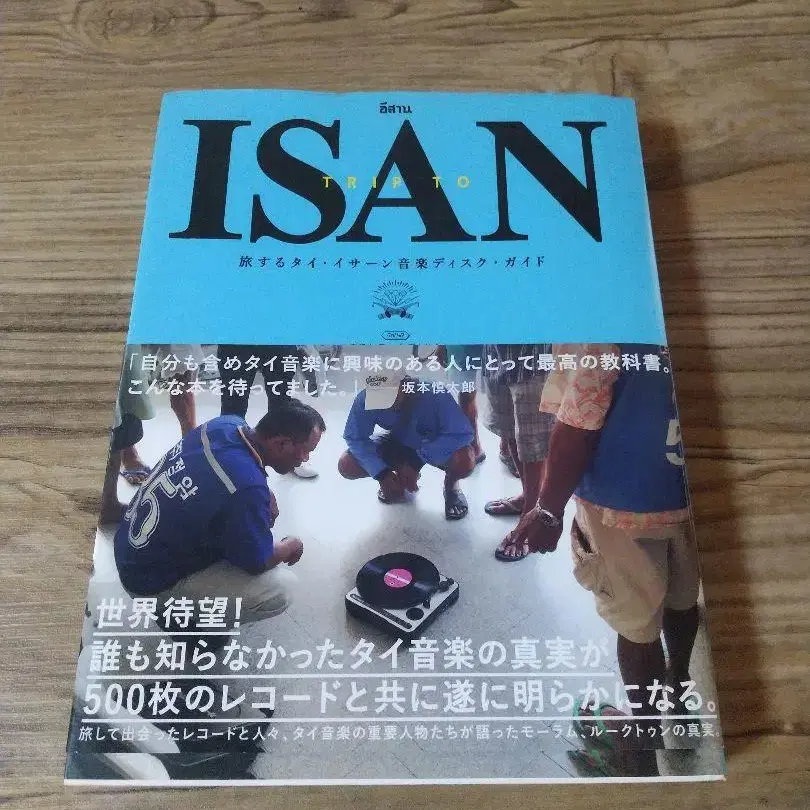 อีสาน
ISAN
TRIP TO
旅するタイ・イサーン音楽ディスク・ガイド
「自分も含めタイ音楽に興味のある人にとって最高の教科書。
こんな本を待ってました。」 坂本慎太郎
5
世界待望!
誰も知らなかったタイ音楽の真実が
500枚のレコードと共に遂に明らかになる。
旅して出会ったレコードと人々、タイ音楽の重要人物たちが語ったモーラム、ルークトゥンの真実。